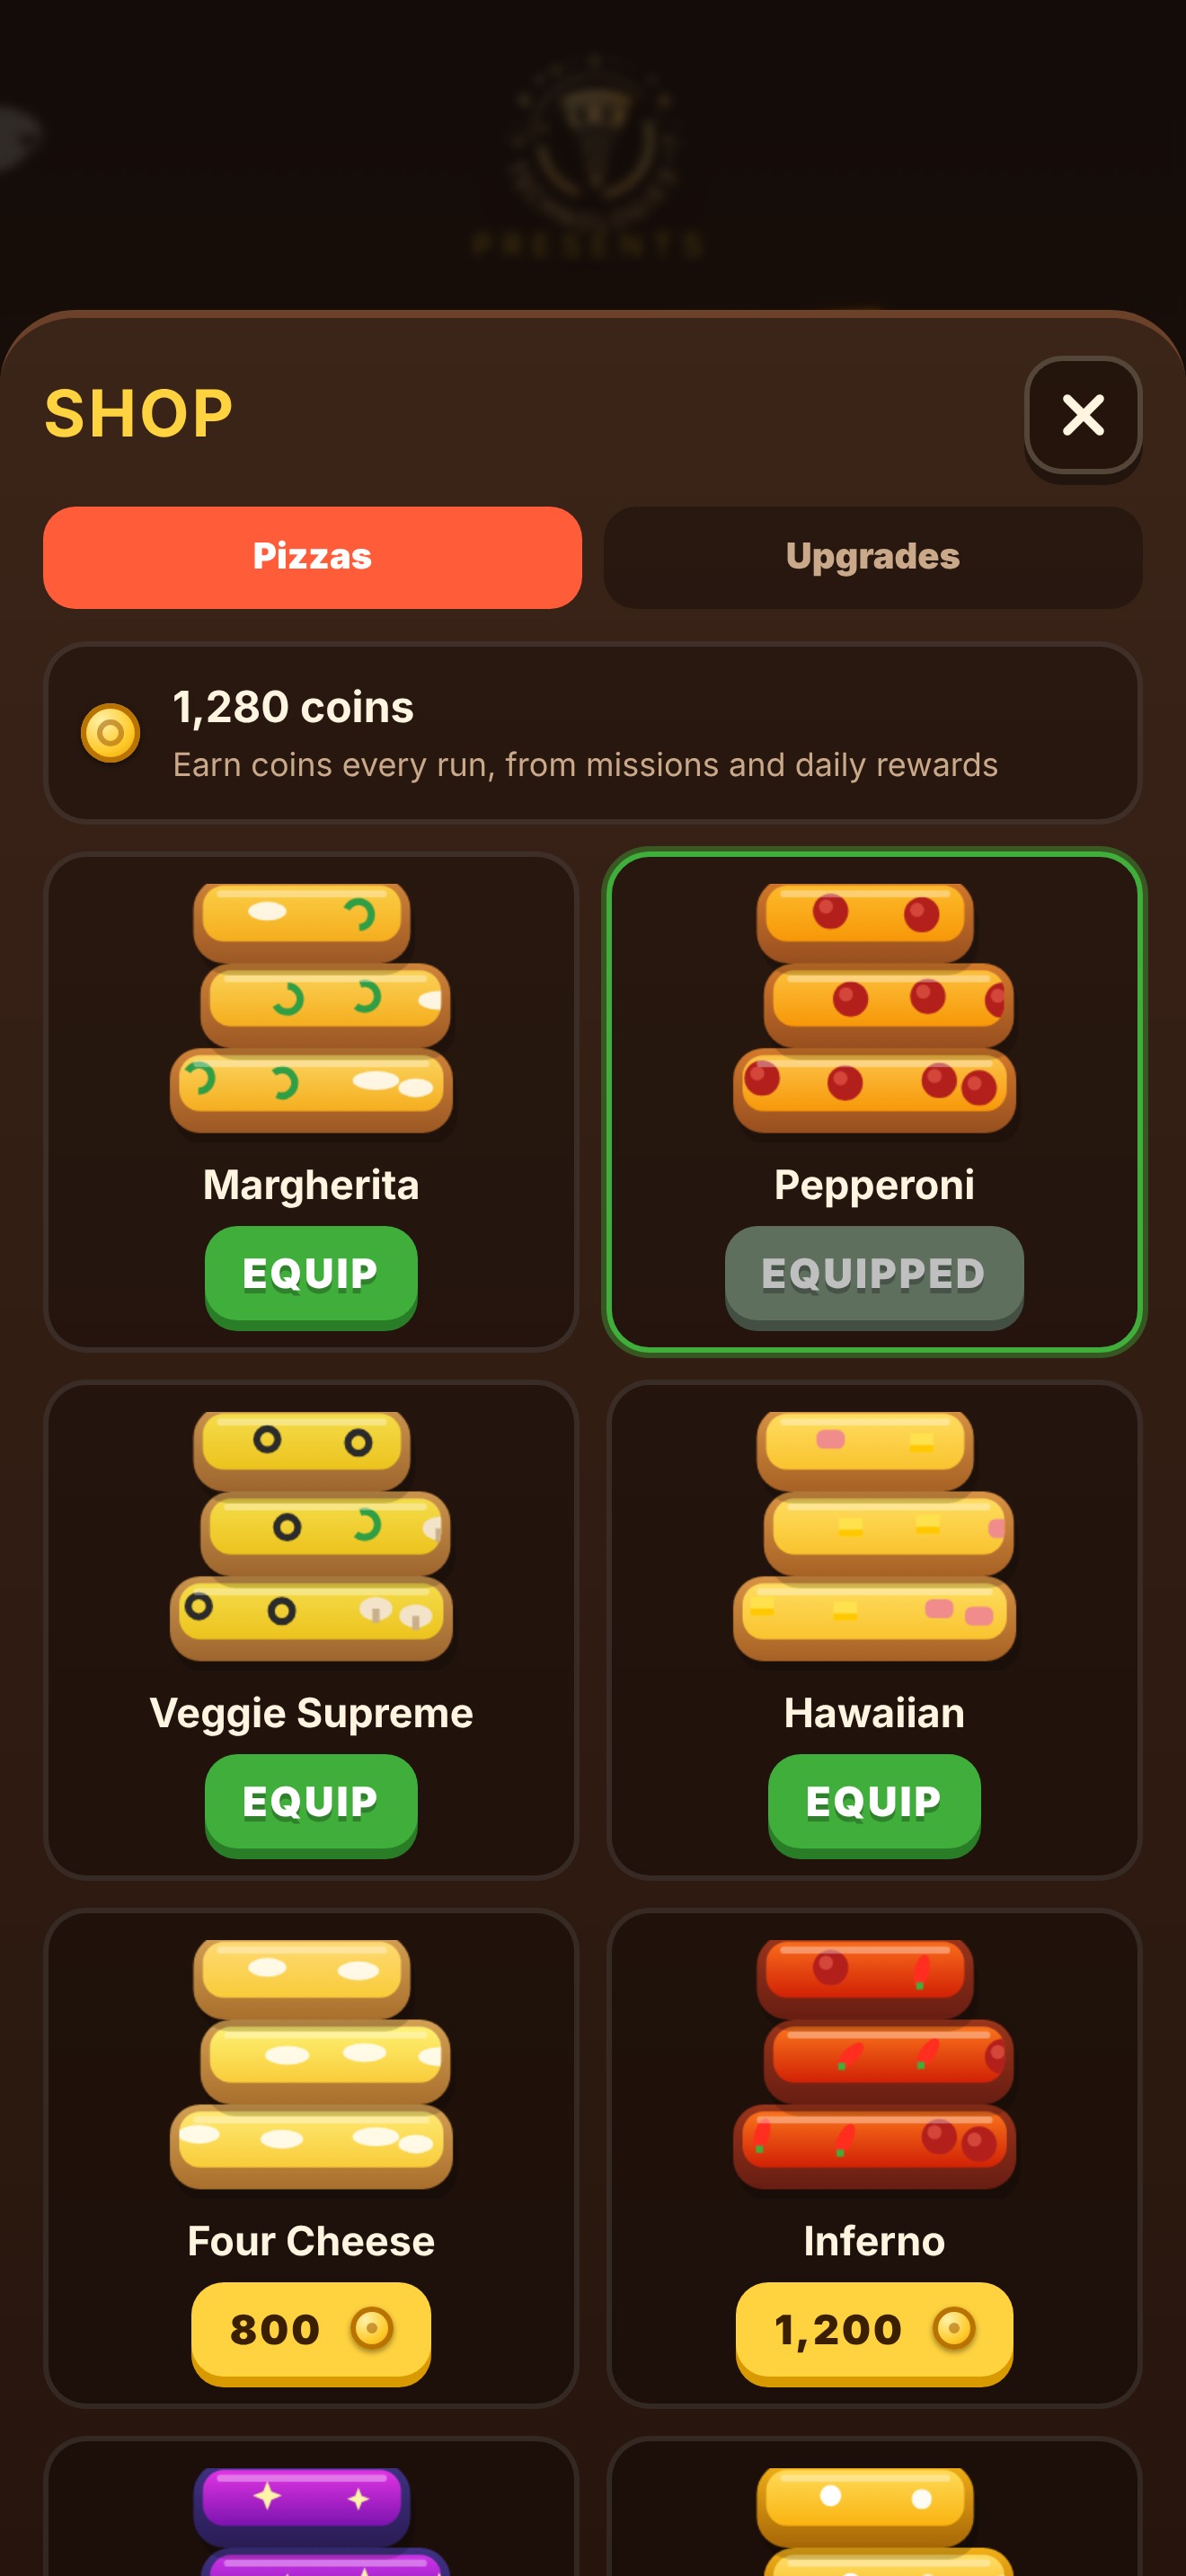 PRESENTS
SHOP
Pizzas
Upgrades
1,280 coins
Earn coins every run, from missions and daily rewards
Margherita
Pepperoni
EQUIP
EQUIPPED
Veggie Supreme
Hawaiian
EQUIP
EQUIP
Four Cheese
Inferno
800
1,200